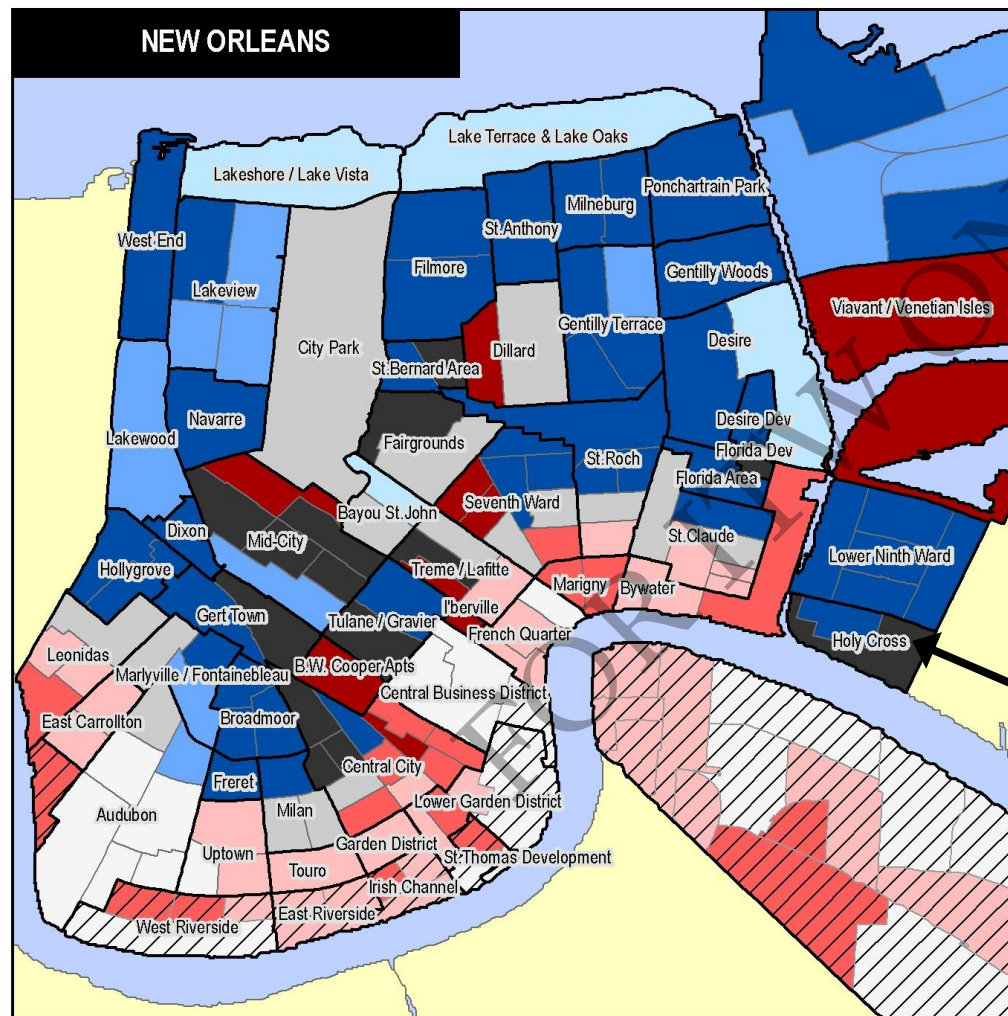 NEW ORLEANS
Lake Terrace & Lake Oaks
Lakeshore / Lake Vista
Ponchartrain Park
Milneburg
St.Anthony
West End
Filmore
Gentilly Woods
Lakeview
Viavant / Venetian Isles
Gentilly Terrace
City Park
Dillard
Desire
St.Bernard Area
Navarre
Desire Dev
Lakewood
Fairgrounds
Florida Dev
St.Roch
Florida Area
Seventh Ward
Bayou St.John
Dixon
Mid-City
St.Claude
Lower Ninth Ward
Hollygrove
Treme / Lafitte
Marigny
Bywater
Gert Town
I'berville
Tulane / Gravier
French Quarter
Holy Cross
Leonidas
B.W. Cooper Apts
Marlyville / Fontainebleau
Central Business District
East Carrollton
Broadmoor
Central City
Freret
Lower Garden District
Audubon
Milan
Garden District
Uptown
St.Thomas Development
Touro
Irish Channel
East Riverside
West Riverside